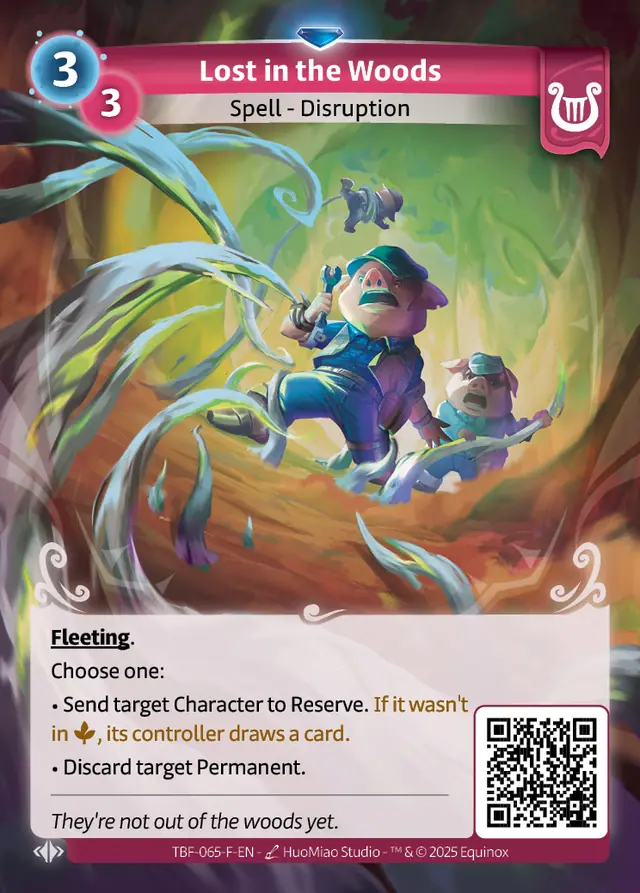 3
Lost in the Woods
3
Spell - Disruption
Fleeting.
Choose one:
• Send target Character to Reserve. If it wasn't
in , its controller draws a card.
• Discard target Permanent.
They're not out of the woods yet.
TBF-065-F-EN - HuoMiao Studio - ™ & © 2025 Equinox